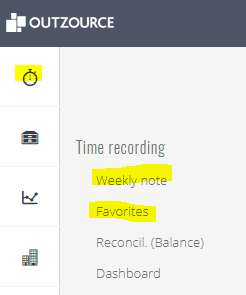 OUTZOURCE
Time recording
Weekly note
Favorites
Reconcil. (Balance)
Dashboard